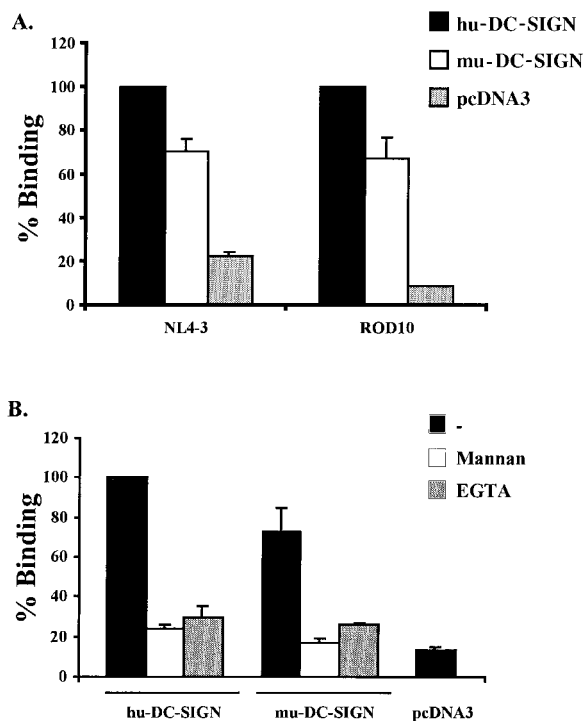 A.
hu-DC-SIGN
mu-DC-SIGN
pcDNA3
% Binding
120
100
80
60
40
20
0
NL4-3
ROD10
B.
-
Mannan
EGTA
% Binding
120
100
80
60
40
20
0
hu-DC-SIGN
mu-DC-SIGN
pcDNA3